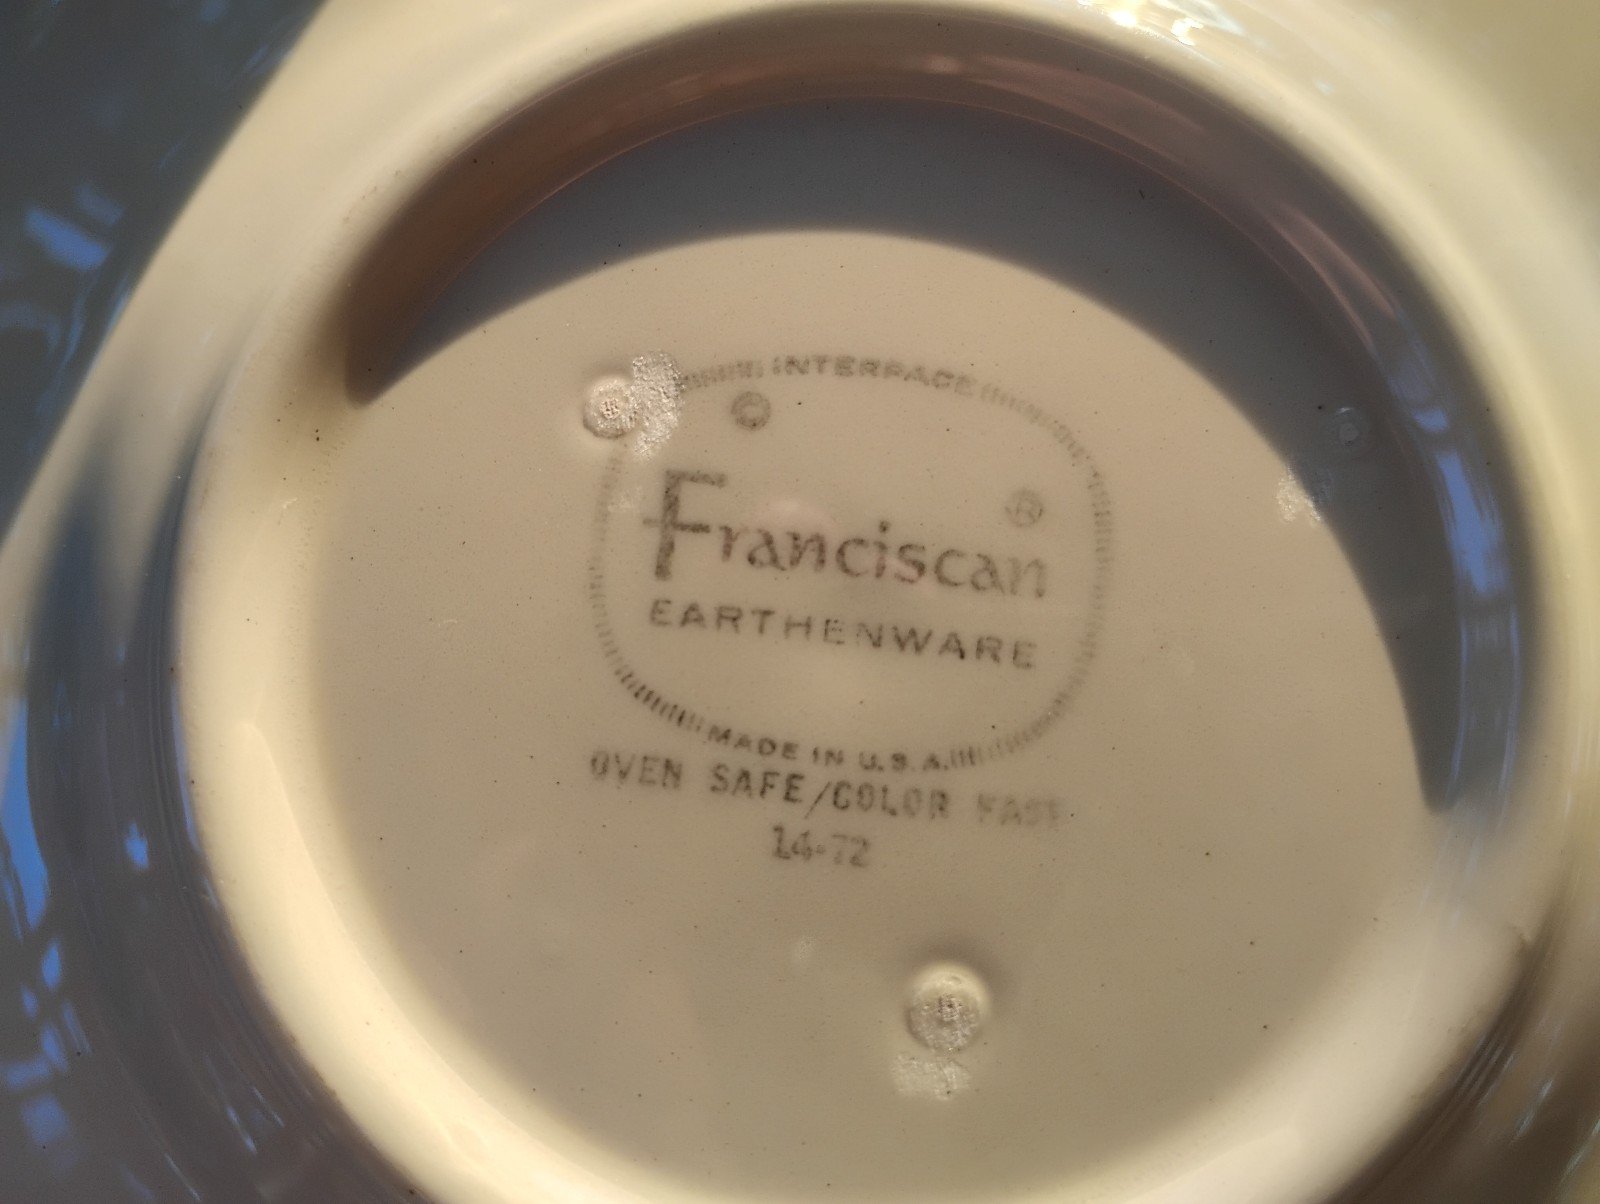 INTERPACE
©
®
Franciscan
EARTHENWARE
MADE IN U.S.A.
OVEN SAFE/COLOR FAST
14-72